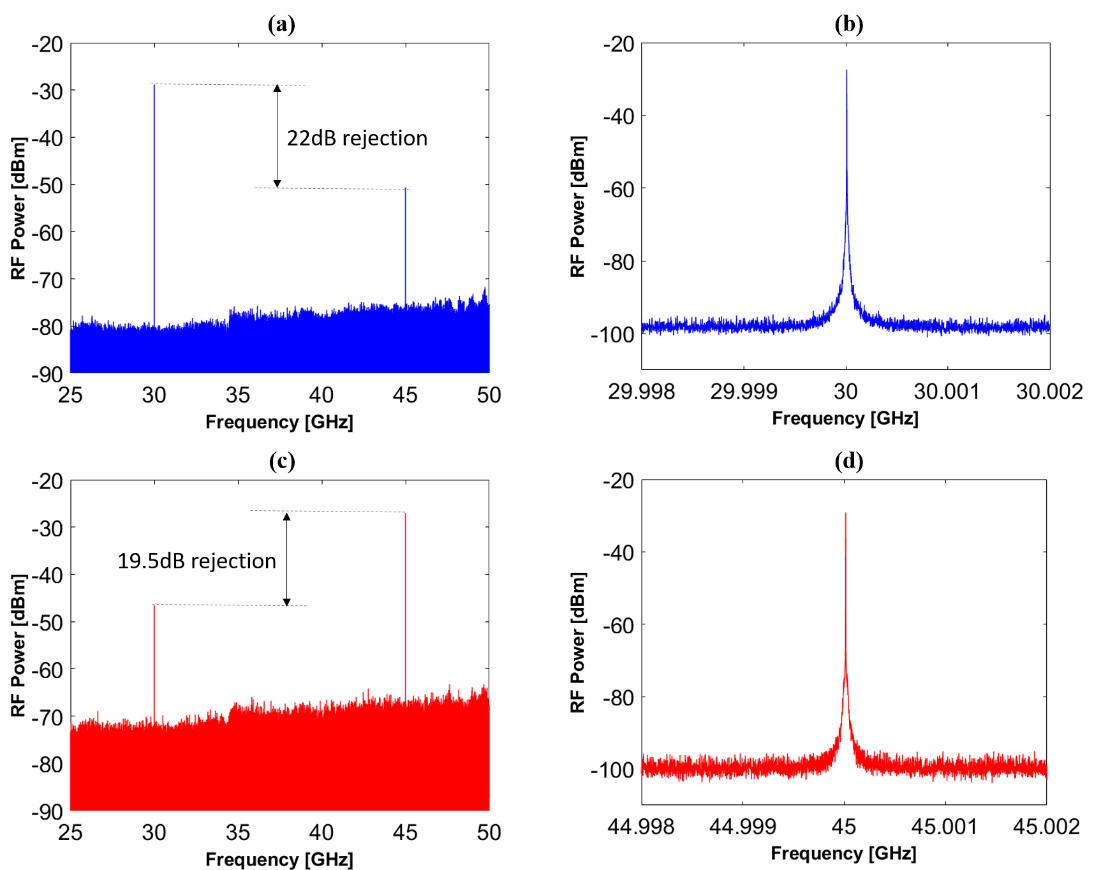 (a)
-20
-30
-40
-50
-60
-70
-80
-90
22dB rejection
RF Power [dBm]
25 30 35 40 45 50
Frequency [GHz]
(b)
-20
-40
-60
-80
-100
RF Power [dBm]
29.998 29.999 30 30.001 30.002
Frequency [GHz]
(c)
-20
-30
-40
-50
-60
-70
-80
-90
19.5dB rejection
RF Power [dBm]
25 30 35 40 45 50
Frequency [GHz]
(d)
-20
-40
-60
-80
-100
RF Power [dBm]
44.998 44.999 45 45.001 45.002
Frequency [GHz]